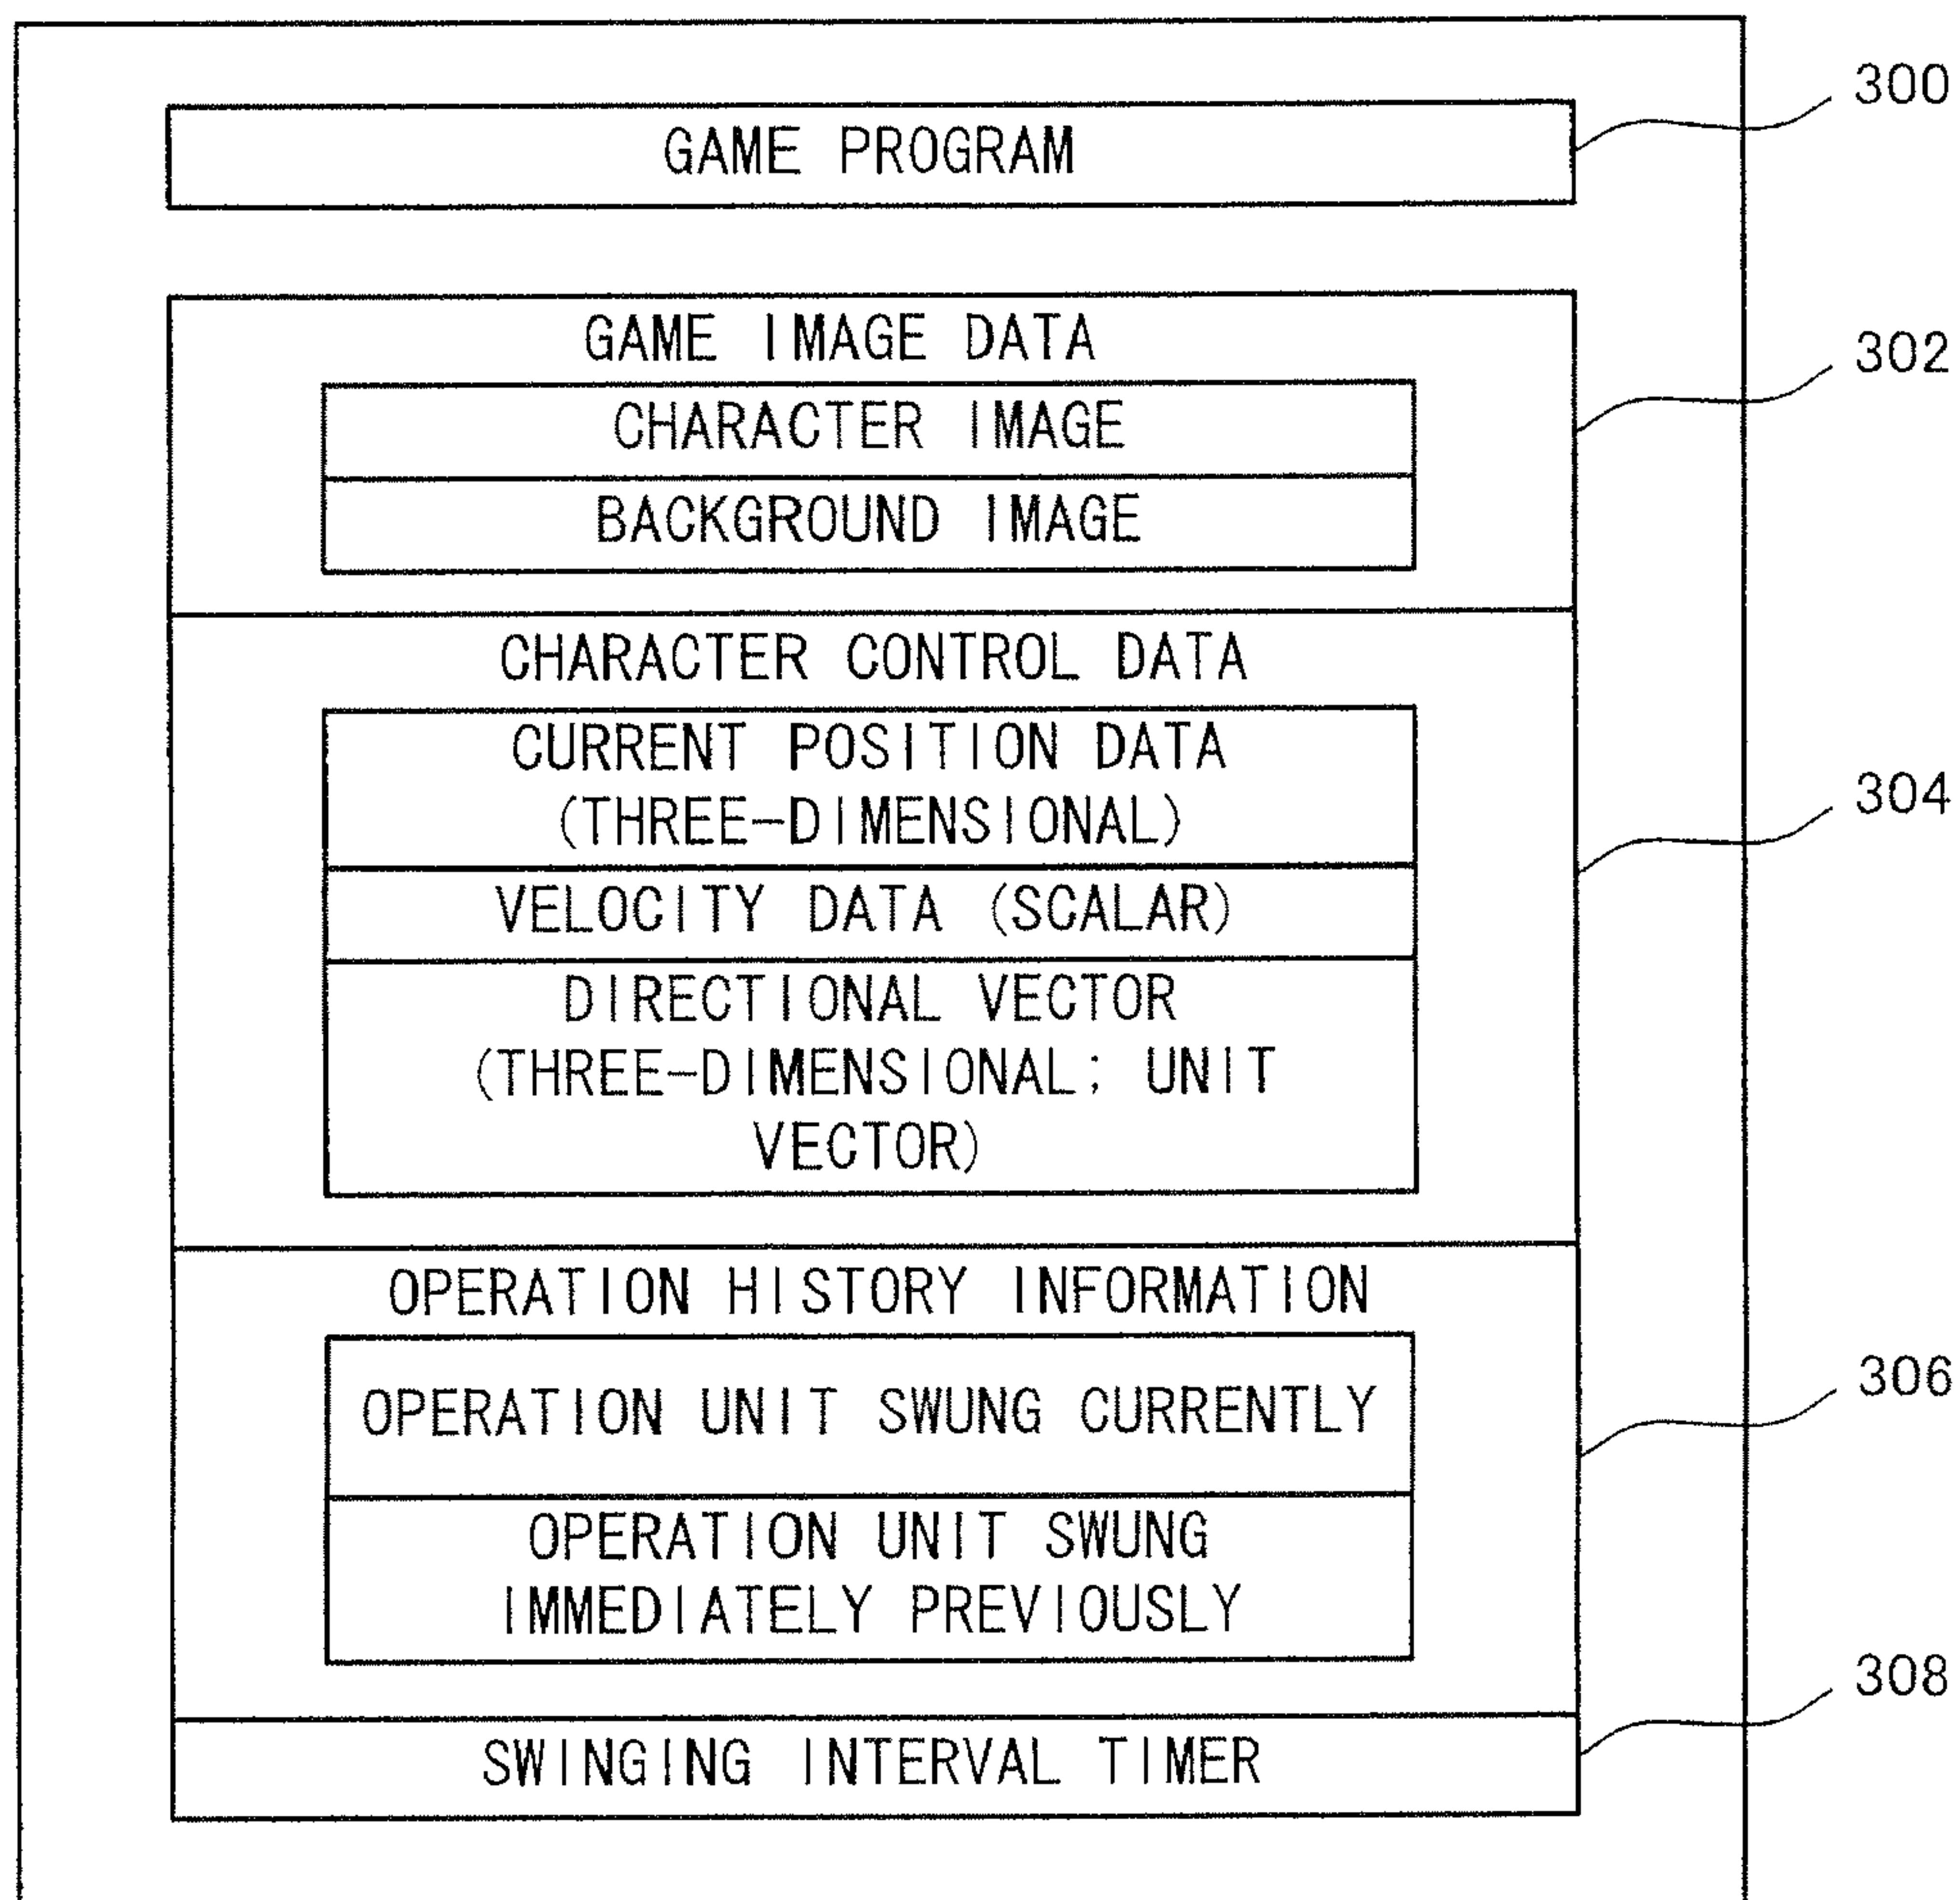 GAME PROGRAM
300
GAME IMAGE DATA
302
CHARACTER IMAGE
BACKGROUND IMAGE
CHARACTER CONTROL DATA
CURRENT POSITION DATA
(THREE-DIMENSIONAL)
304
VELOCITY DATA (SCALAR)
DIRECTIONAL VECTOR
(THREE-DIMENSIONAL; UNIT
VECTOR)
OPERATION HISTORY INFORMATION
306
OPERATION UNIT SWUNG CURRENTLY
OPERATION UNIT SWUNG
IMMEDIATELY PREVIOUSLY
308
SWINGING INTERVAL TIMER